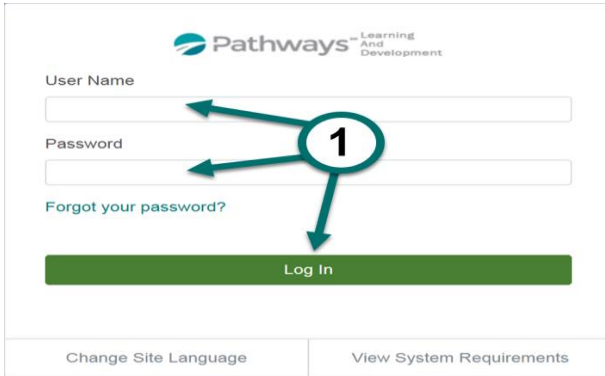 Pathways Learning
And
Development
User Name
Password
1
Forgot your password?
Log In
Change Site Language View System Requirements